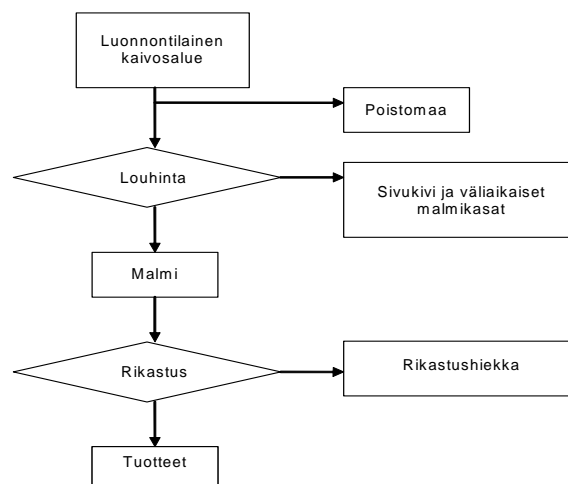 Luonnontilainen
kaivosalue
Poistomaa
Louhinta
Sivukivi ja väliaikaiset
malmikasat
Malmi
Rikastus
Rikastushiekka
Tuotteet